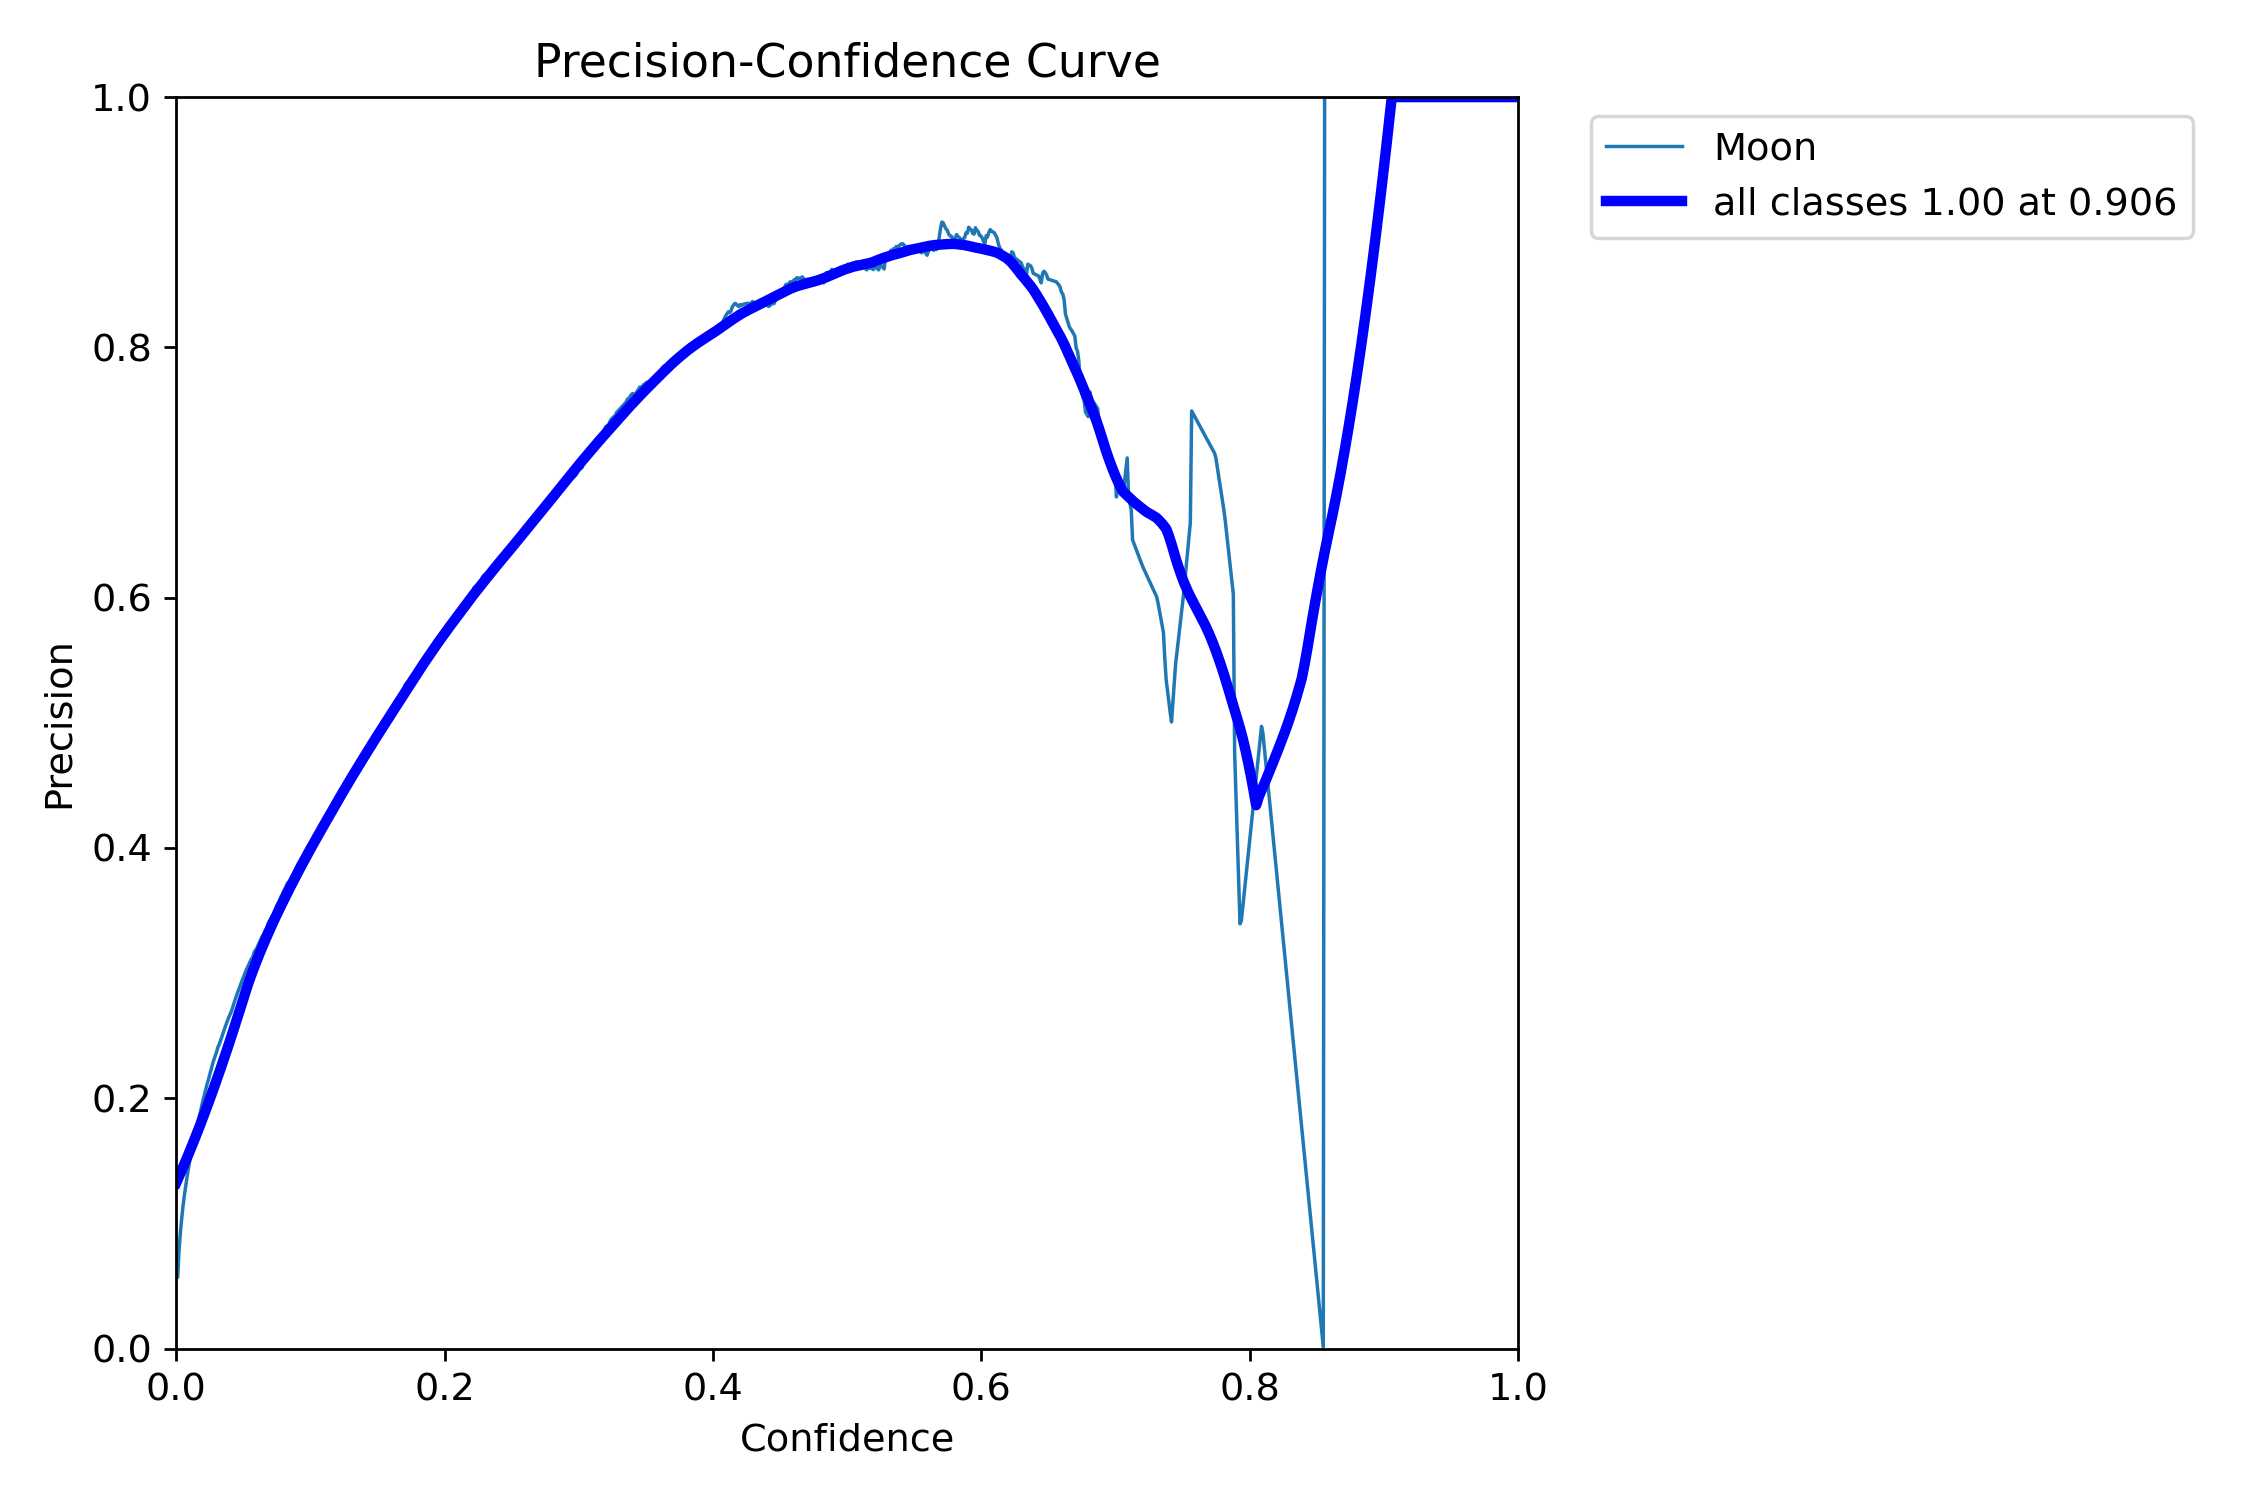 Precision-Confidence Curve
Moon
all classes 1.00 at 0.906
Precision
1.0
0.8
0.6
0.4
0.2
0.0
0.0 0.2 0.4 0.6 0.8 1.0
Confidence